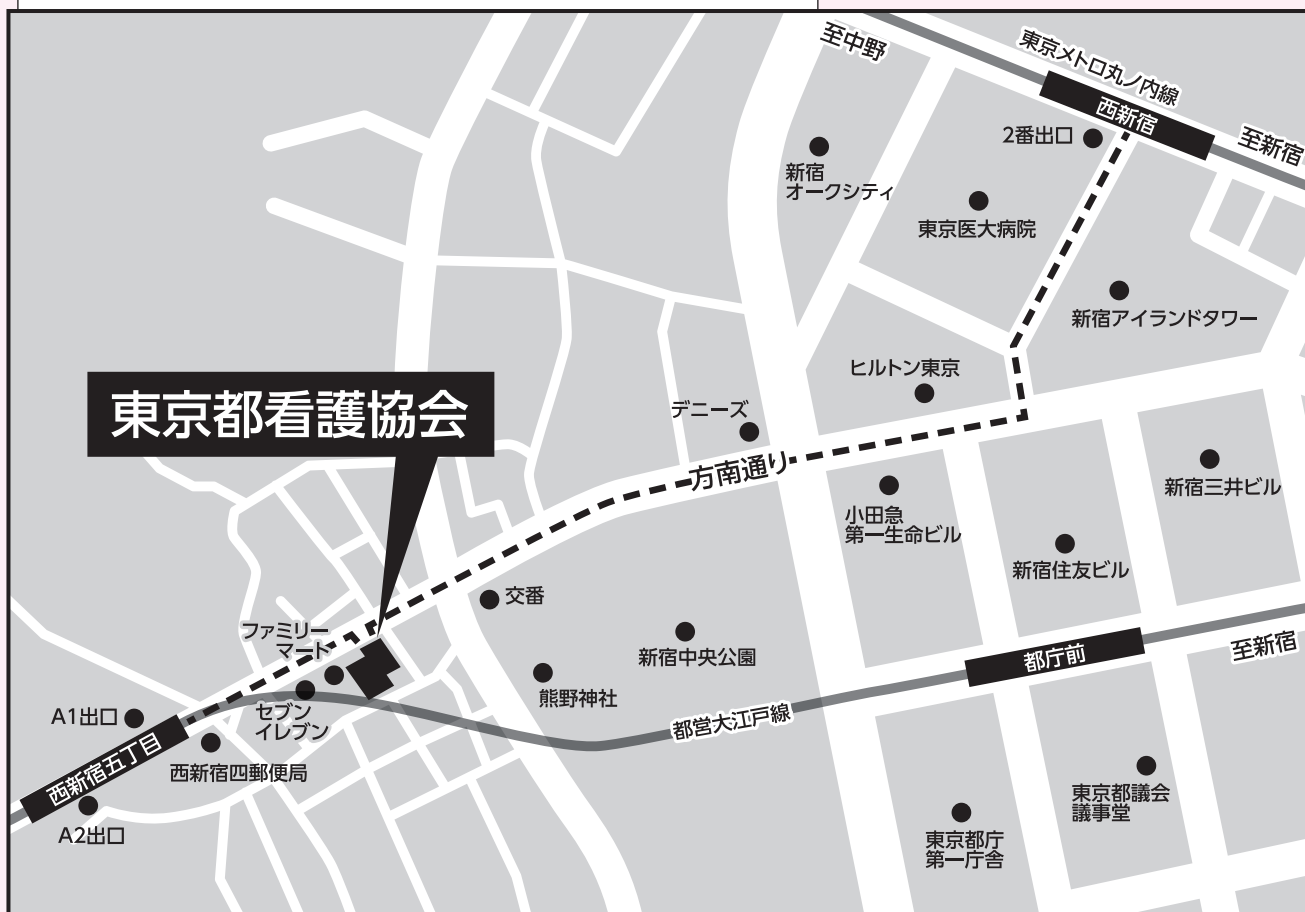 至中野
東京メトロ丸ノ内線
西新宿
至新宿
2番出口
新宿
オークシティ
東京医大病院
新宿アイランドタワー
ヒルトン東京
デニーズ
東京都看護協会
方南通り
新宿三井ビル
小田急
第一生命ビル
新宿住友ビル
交番
ファミリー
マート
新宿中央公園
都庁前
至新宿
熊野神社
セブン
イレブン
A1出口
都営大江戸線
西新宿五丁目
西新宿四郵便局
A2出口
東京都議会
議事堂
東京都庁
第一庁舎